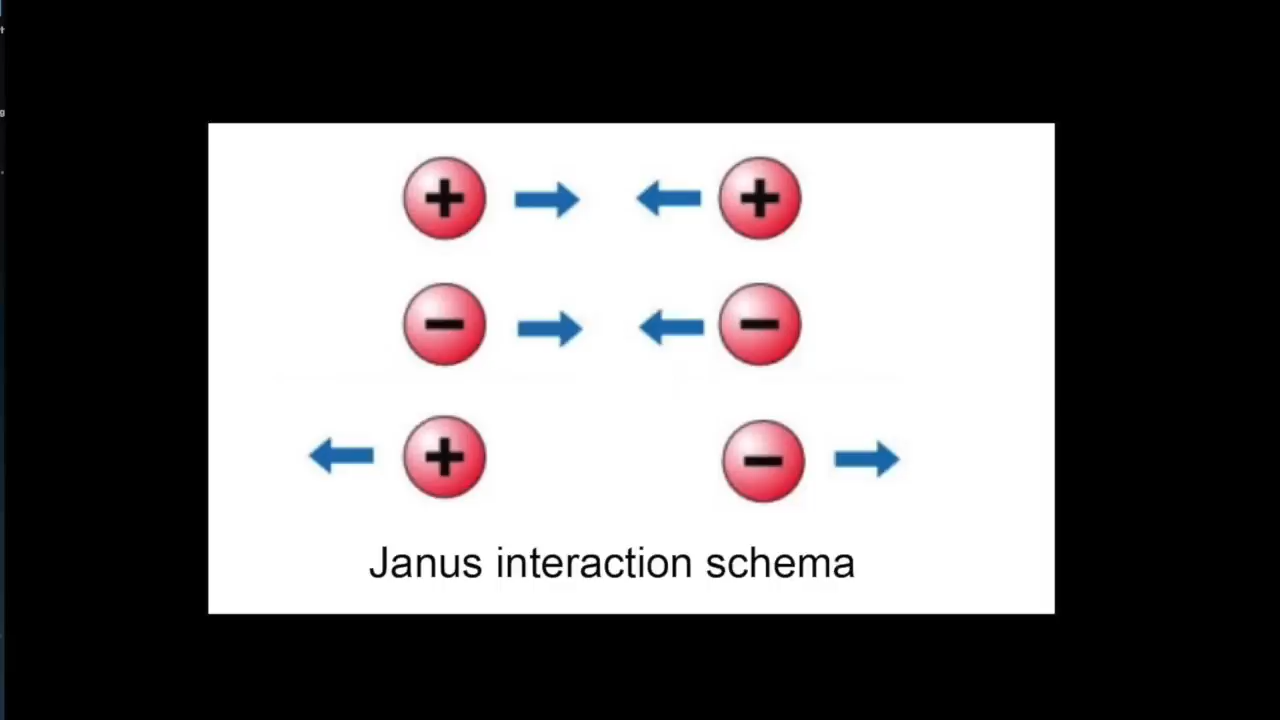 + +
− −
+ −
Janus interaction schema